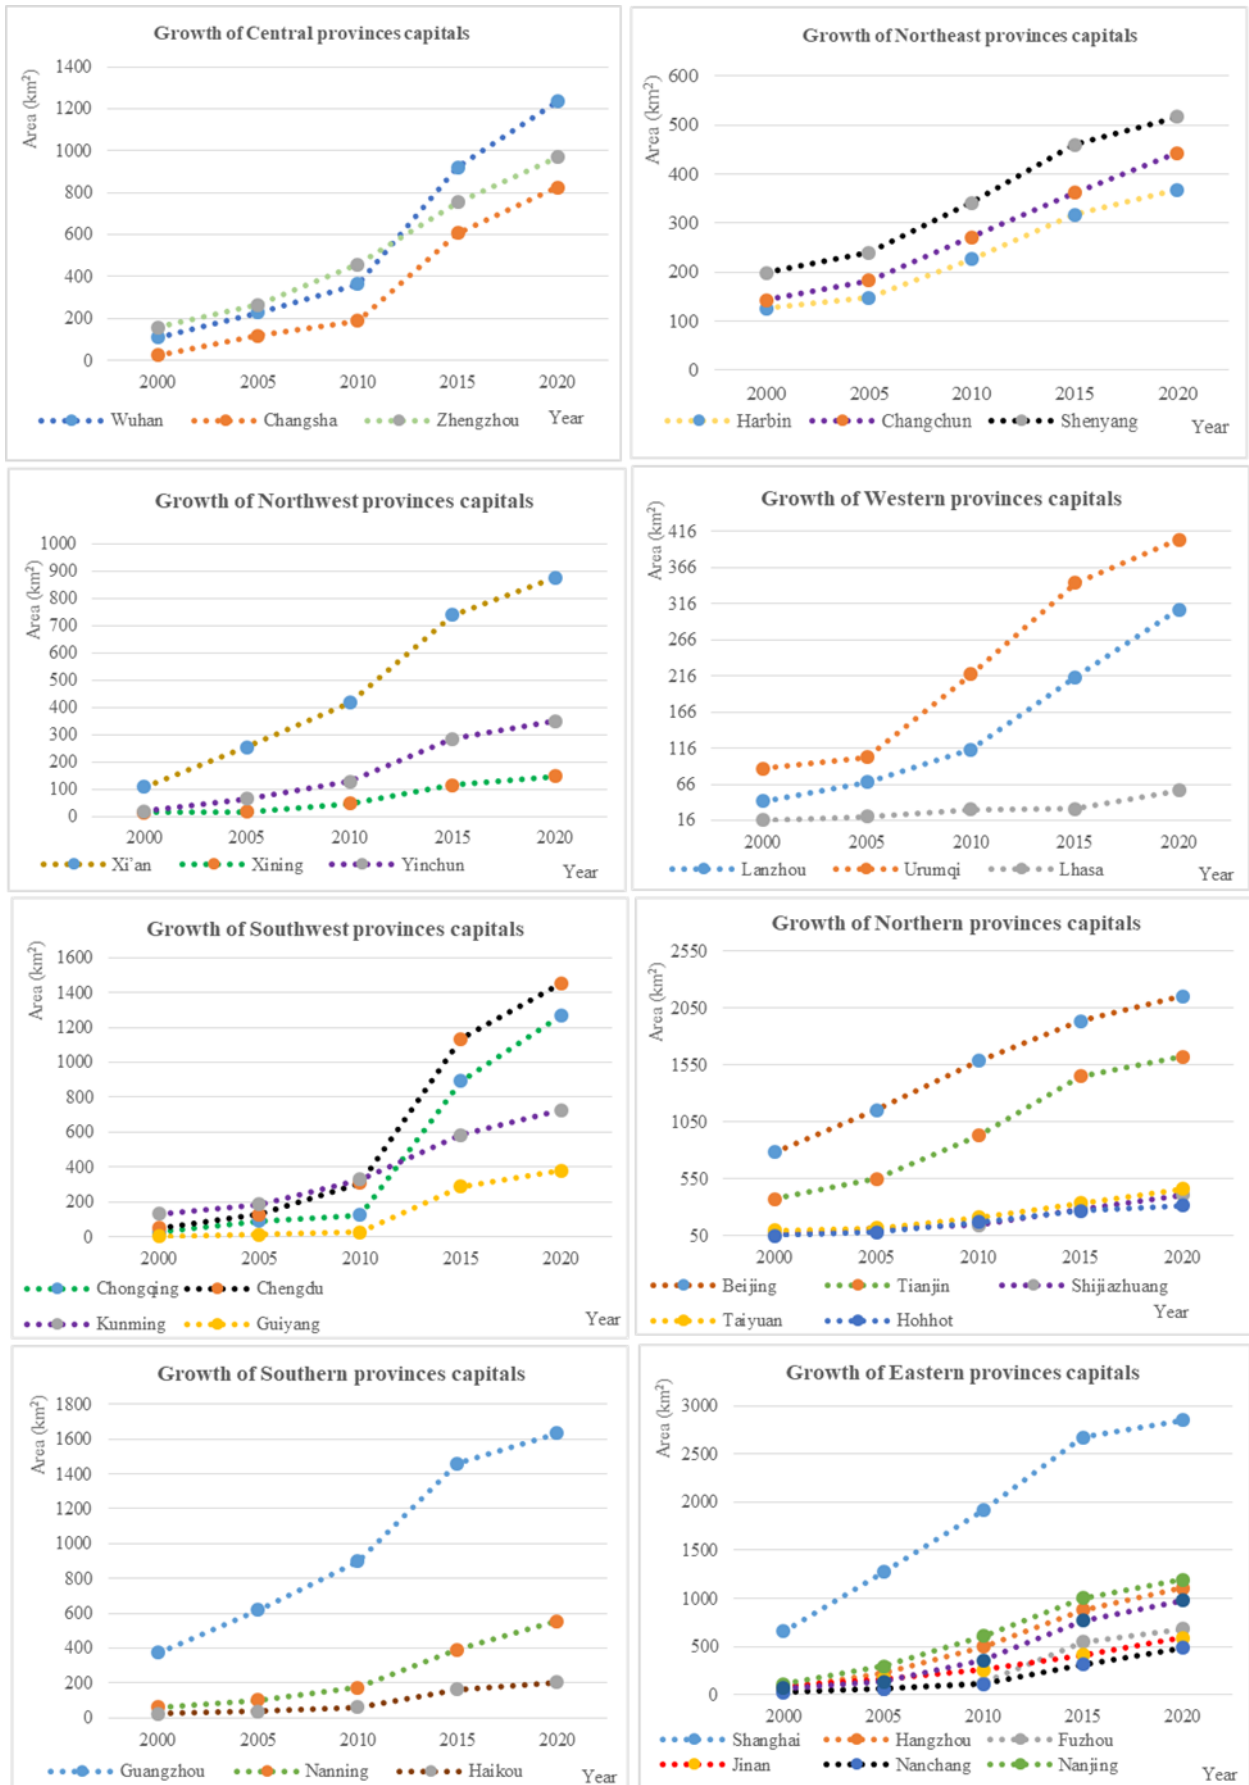 Growth of Central provinces capitals
Area (km²)
1400
1200
1000
800
600
400
200
0
2000 2005 2010 2015 2020
Wuhan Changsha Zhengzhou Year
Growth of Northeast provinces capitals
Area (km²)
600
500
400
300
200
100
0
2000 2005 2010 2015 2020
Harbin Changchun Shenyang Year
Growth of Northwest provinces capitals
Area (km²)
1000
900
800
700
600
500
400
300
200
100
0
2000 2005 2010 2015 2020
Xi'an Xining Yinchun Year
Growth of Western provinces capitals
Area (km²)
416
366
316
266
216
166
116
66
16
2000 2005 2010 2015 2020
Lanzhou Urumqi Lhasa Year
Growth of Southwest provinces capitals
Area (km²)
1600
1400
1200
1000
800
600
400
200
0
2000 2005 2010 2015 2020
Chongqing Chengdu
Kunming Guiyang Year
Growth of Northern provinces capitals
Area (km²)
2550
2050
1550
1050
550
50
2000 2005 2010 2015 2020
Beijing Tianjin Shijiazhuang
Taiyuan Hohhot Year
Growth of Southern provinces capitals
Area (km²)
1800
1600
1400
1200
1000
800
600
400
200
0
2000 2005 2010 2015 2020
Guangzhou Nanning Haikou Year
Growth of Eastern provinces capitals
Area (km²)
3000
2500
2000
1500
1000
500
0
2000 2005 2010 2015 2020
Shanghai Hangzhou Fuzhou
Jinan Nanchang Nanjing Year